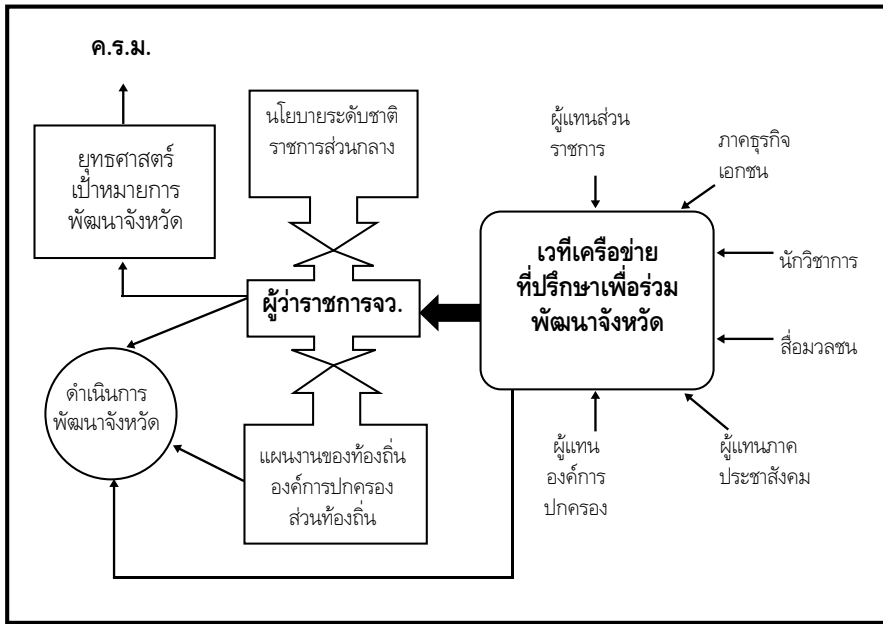 ค.ร.ม.
ยุทธศาสตร์
เป้าหมายการ
พัฒนาจังหวัด
นโยบายระดับชาติ
ราชการส่วนกลาง
ผู้แทนส่วน
ราชการ
ภาคธุรกิจ
เอกชน
ผู้ว่าราชการจว.
เวทีเครือข่าย
ที่ปรึกษาเพื่อร่วม
พัฒนาจังหวัด
นักวิชาการ
สื่อมวลชน
ดำเนินการ
พัฒนาจังหวัด
แผนงานของท้องถิ่น
องค์การปกครอง
ส่วนท้องถิ่น
ผู้แทน
องค์การ
ปกครอง
ผู้แทนภาค
ประชาสังคม